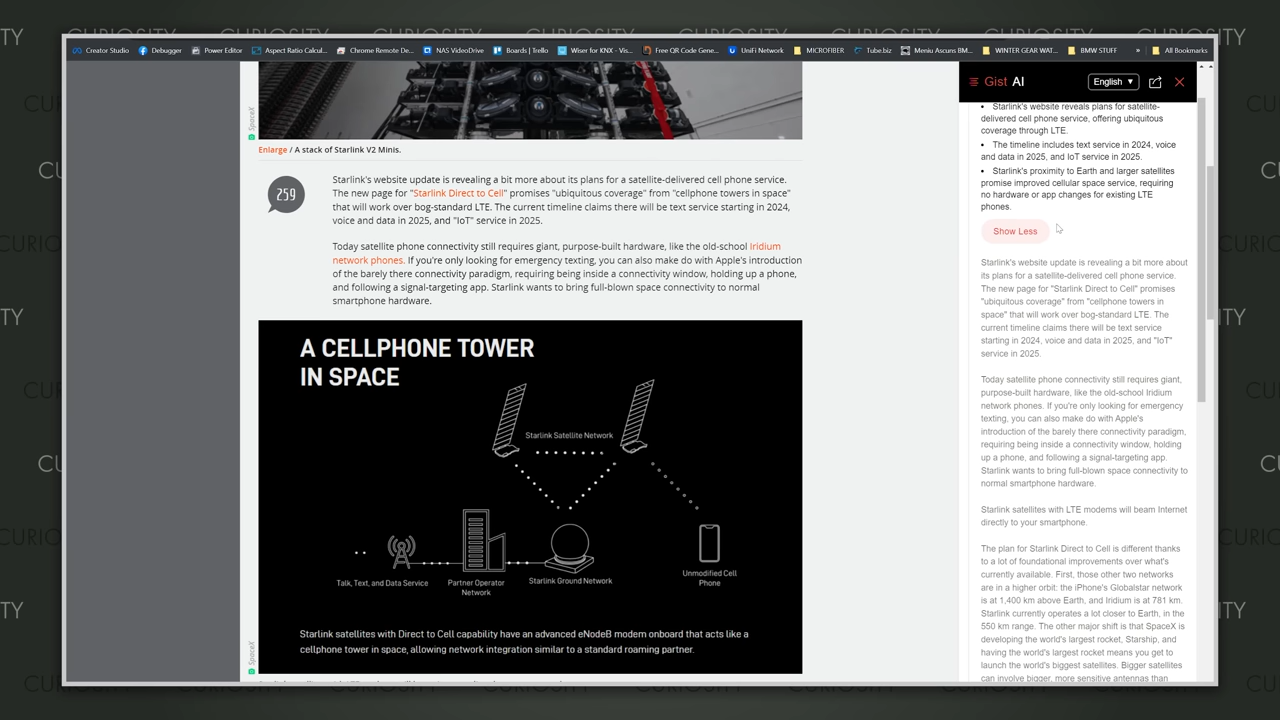 CURIOSITY CURIOSITY CURIOSITY CURIOSITY
Creator Studio Debugger Power Editor Aspect Ratio Calcul... Chrome Remote De... NAS VideoDrive Boards | Trello Wiser for KNX - Vis... Free QR Code Gene... UniFi Network MICROFIBER Tube.biz Meniu Ascuns BM... WINTER GEAR WAT... BMW STUFF » All Bookmarks
SpaceX
Enlarge / A stack of Starlink V2 Minis.
259
Starlink's website update is revealing a bit more about its plans for a satellite-delivered cell phone service.
The new page for "Starlink Direct to Cell" promises "ubiquitous coverage" from "cellphone towers in space"
that will work over bog-standard LTE. The current timeline claims there will be text service starting in 2024,
voice and data in 2025, and "IoT" service in 2025.
Today satellite phone connectivity still requires giant, purpose-built hardware, like the old-school Iridium
network phones. If you're only looking for emergency texting, you can also make do with Apple's introduction
of the barely there connectivity paradigm, requiring being inside a connectivity window, holding up a phone,
and following a signal-targeting app. Starlink wants to bring full-blown space connectivity to normal
smartphone hardware.
A CELLPHONE TOWER
IN SPACE
Starlink Satellite Network
Talk, Text, and Data Service
Partner Operator
Network
Starlink Ground Network
Unmodified Cell
Phone
Starlink satellites with Direct to Cell capability have an advanced eNodeB modem onboard that acts like a
cellphone tower in space, allowing network integration similar to a standard roaming partner.
SpaceX
Gist AI English ▼
• Starlink's website reveals plans for satellite-
delivered cell phone service, offering ubiquitous
coverage through LTE.
• The timeline includes text service in 2024, voice
and data in 2025, and IoT service in 2025.
• Starlink's proximity to Earth and larger satellites
promise improved cellular space service, requiring
no hardware or app changes for existing LTE
phones.
Show Less
Starlink's website update is revealing a bit more about
its plans for a satellite-delivered cell phone service.
The new page for "Starlink Direct to Cell" promises
"ubiquitous coverage" from "cellphone towers in
space" that will work over bog-standard LTE. The
current timeline claims there will be text service
starting in 2024, voice and data in 2025, and "IoT"
service in 2025.
Today satellite phone connectivity still requires giant,
purpose-built hardware, like the old-school Iridium
network phones. If you're only looking for emergency
texting, you can also make do with Apple's
introduction of the barely there connectivity paradigm,
requiring being inside a connectivity window, holding
up a phone, and following a signal-targeting app.
Starlink wants to bring full-blown space connectivity to
normal smartphone hardware.
Starlink satellites with LTE modems will beam Internet
directly to your smartphone.
The plan for Starlink Direct to Cell is different thanks
to a lot of foundational improvements over what's
currently available. First, those other two networks
are in a higher orbit: the iPhone's Globalstar network
is at 1,400 km above Earth, and Iridium is at 781 km.
Starlink currently operates a lot closer to Earth, in the
550 km range. The other major shift is that SpaceX is
developing the world's largest rocket, Starship, and
having the world's largest rocket means you get to
launch the world's biggest satellites. Bigger satellites
can involve bigger, more sensitive antennas than